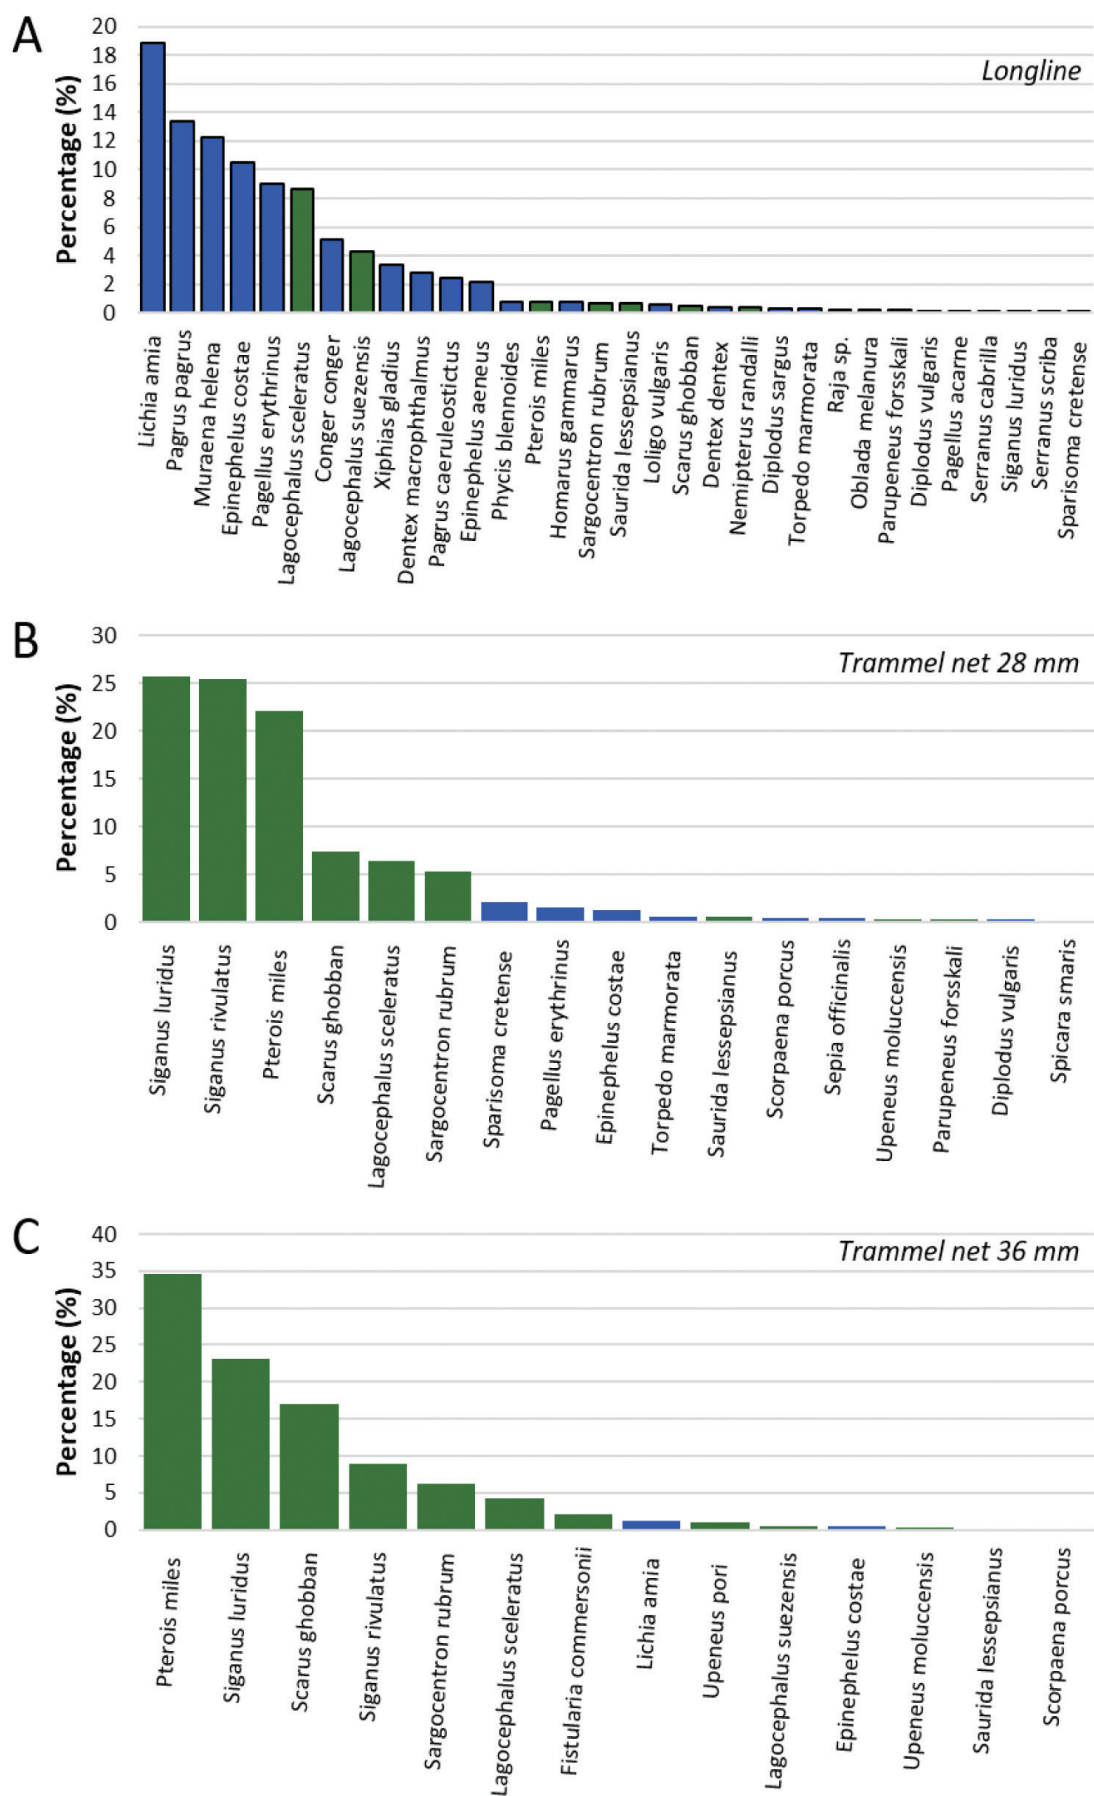 A
Longline
Percentage (%)
20
18
16
14
12
10
8
6
4
2
0
Lichia amia
Pagrus pagrus
Muraena helena
Epinephelus costae
Pagellus erythrinus
Lagocephalus sceleratus
Conger conger
Lagocephalus suezensis
Xiphias gladius
Dentex macrophthalmus
Pagrus caeruleostictus
Epinephelus aeneus
Phycis blennoides
Pterois miles
Homarus gammarus
Sargocentron rubrum
Saurida lessepsianus
Loligo vulgaris
Scarus ghobban
Dentex dentex
Nemipterus randalli
Diplodus sargus
Torpedo marmorata
Raja sp.
Oblada melanura
Parupeneus forsskali
Diplodus vulgaris
Pagellus acarne
Serranus cabrilla
Siganus luridus
Serranus scriba
Sparisoma cretense
B
Trammel net 28 mm
Percentage (%)
30
25
20
15
10
5
0
Siganus luridus
Siganus rivulatus
Pterois miles
Scarus ghobban
Lagocephalus sceleratus
Sargocentron rubrum
Sparisoma cretense
Pagellus erythrinus
Epinephelus costae
Torpedo marmorata
Saurida lessepsianus
Scorpaena porcus
Sepia officinalis
Upeneus moluccensis
Parupeneus forsskali
Diplodus vulgaris
Spicara smaris
C
Trammel net 36 mm
Percentage (%)
40
35
30
25
20
15
10
5
0
Pterois miles
Siganus luridus
Scarus ghobban
Siganus rivulatus
Sargocentron rubrum
Lagocephalus sceleratus
Fistularia commersonii
Lichia amia
Upeneus pori
Lagocephalus suezensis
Epinephelus costae
Upeneus moluccensis
Saurida lessepsianus
Scorpaena porcus